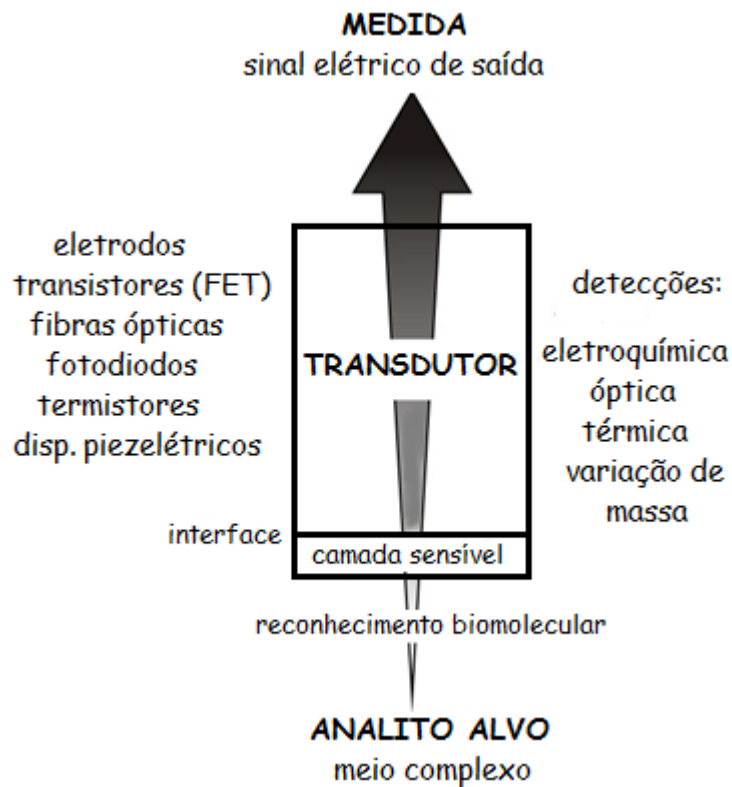 MEDIDA
sinal elétrico de saída
eletrodos
transistores (FET)
fibras ópticas
fotodiodos
termistores
disp. piezelétricos
TRANSDUTOR
detecções:
eletroquímica
óptica
térmica
variação de
massa
interface
camada sensível
reconhecimento biomolecular
ANALITO ALVO
meio complexo